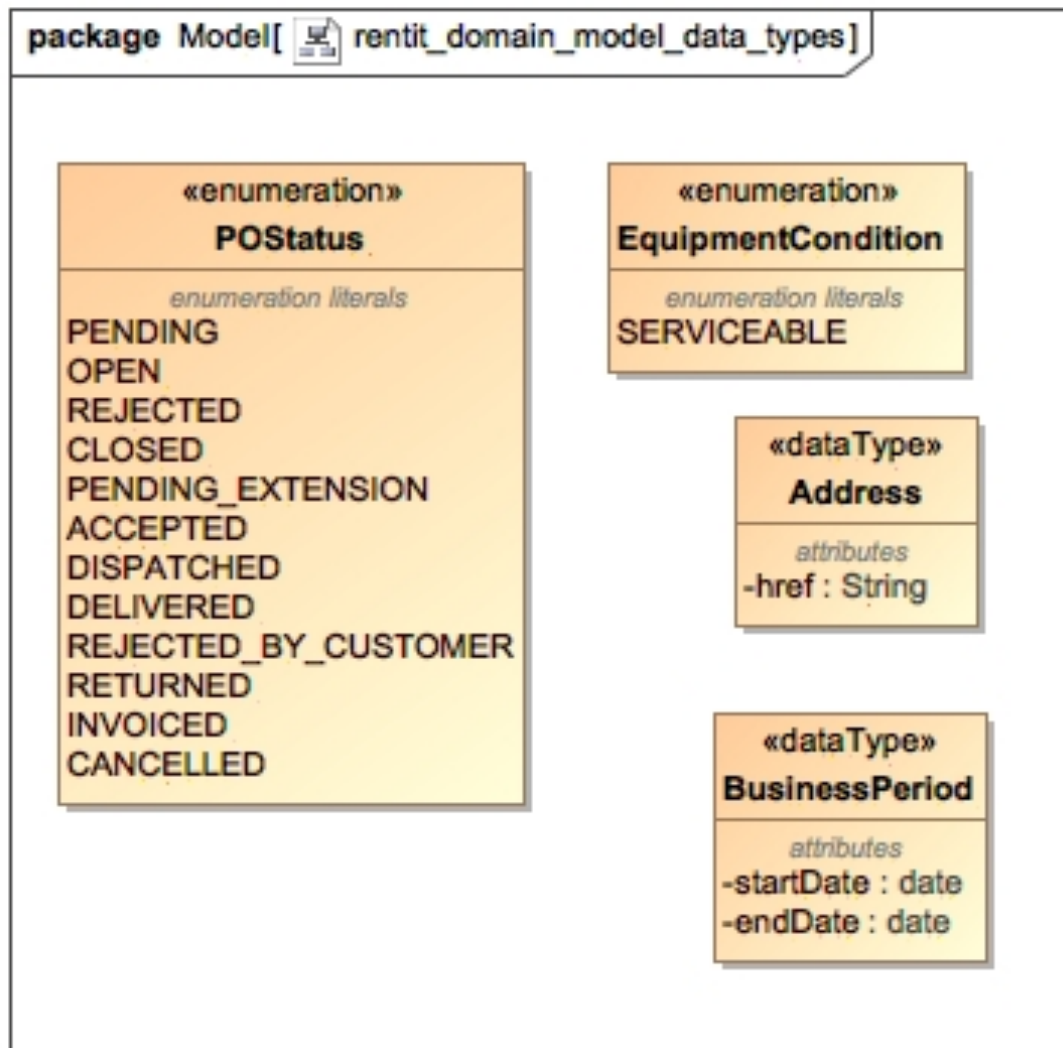 package Model[ rentit_domain_model_data_types]
«enumeration»
POStatus
enumeration literals
PENDING
OPEN
REJECTED
CLOSED
PENDING_EXTENSION
ACCEPTED
DISPATCHED
DELIVERED
REJECTED_BY_CUSTOMER
RETURNED
INVOICED
CANCELLED
«enumeration»
EquipmentCondition
enumeration literals
SERVICEABLE
«dataType»
Address
attributes
-href : String
«dataType»
BusinessPeriod
attributes
-startDate : date
-endDate : date